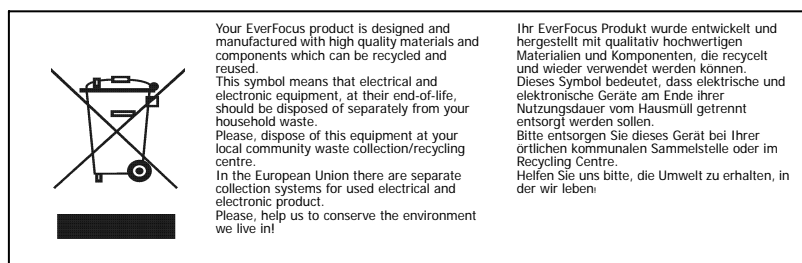 Your EverFocus product is designed and
manufactured with high quality materials and
components which can be recycled and
reused.
This symbol means that electrical and
electronic equipment, at their end-of-life,
should be disposed of separately from your
household waste.
Please, dispose of this equipment at your
local community waste collection/recycling
centre.
In the European Union there are separate
collection systems for used electrical and
electronic product.
Please, help us to conserve the environment
we live in!
Ihr EverFocus Produkt wurde entwickelt und
hergestellt mit qualitativ hochwertigen
Materialien und Komponenten, die recycelt
und wieder verwendet werden können.
Dieses Symbol bedeutet, dass elektrische und
elektronische Geräte am Ende ihrer
Nutzungsdauer vom Hausmüll getrennt
entsorgt werden sollen.
Bitte entsorgen Sie dieses Gerät bei Ihrer
örtlichen kommunalen Sammelstelle oder im
Recycling Centre.
Helfen Sie uns bitte, die Umwelt zu erhalten, in
der wir leben!